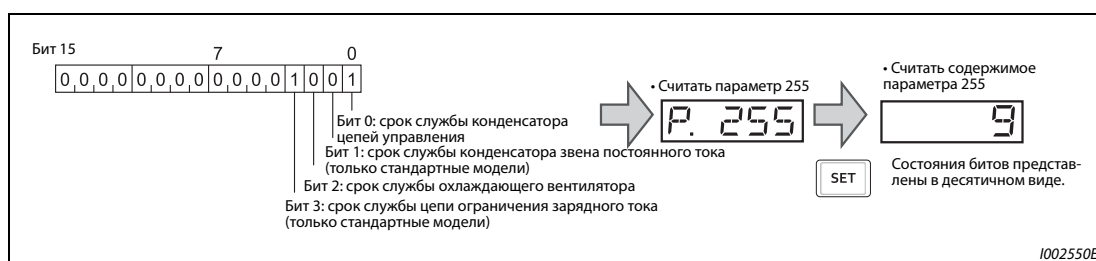 Бит 15 7 0
0 0 0 0 0 0 0 0 0 0 0 0 1 0 0 1
Бит 0: срок службы конденсатора
цепей управления
Бит 1: срок службы конденсатора звена постоянного тока
(только стандартные модели)
Бит 2: срок службы охлаждающего вентилятора
Бит 3: срок службы цепи ограничения зарядного тока
(только стандартные модели)
• Считать параметр 255
P. 255
• Считать содержимое
параметра 255
9
SET
Состояния битов представ-
лены в десятичном виде.
I002550E